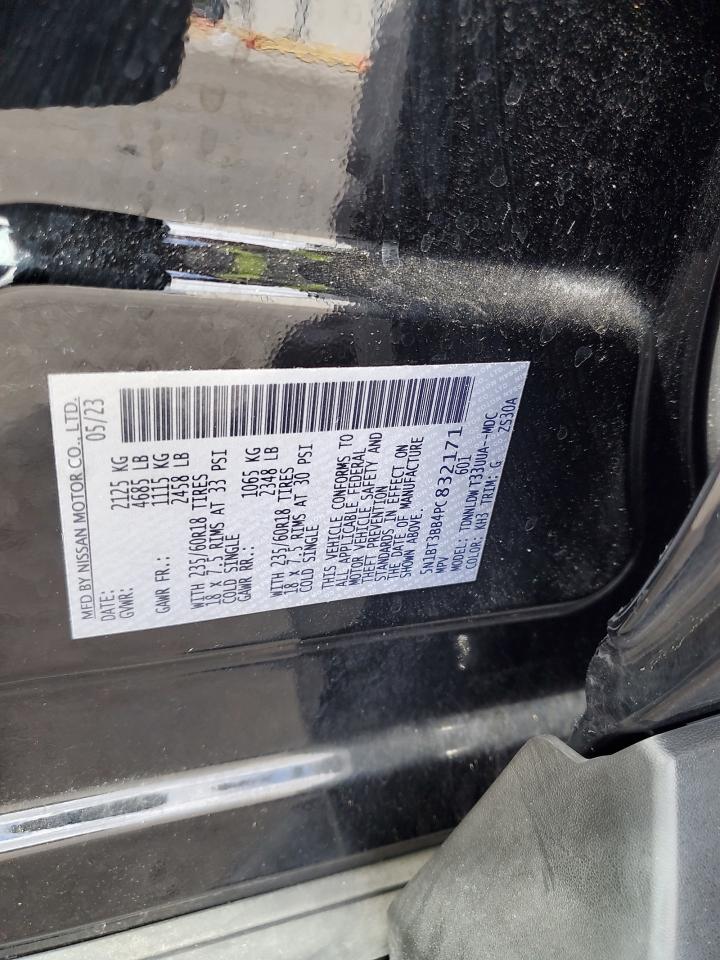 MFD BY NISSAN MOTOR CO., LTD.
DATE: 05/23
GVWR: 2125 KG
4685 LB
GAWR FR.: 1115 KG
2458 LB
WITH 235/60R18 TIRES
18 X 7.5 RIMS AT 33 PSI
COLD SINGLE
GAWR RR.: 1065 KG
2348 LB
WITH 235/60R18 TIRES
18 X 7.5 RIMS AT 30 PSI
COLD SINGLE
THIS VEHICLE CONFORMS TO
ALL APPLICABLE FEDERAL
MOTOR VEHICLE SAFETY AND
THEFT PREVENTION
STANDARDS IN EFFECT ON
THE DATE OF MANUFACTURE
SHOWN ABOVE.
5N1BT3BB4PC832171
MPV 601
MODEL: TDNNLDWT33UUA--MDC
COLOR: KH3 TRIM: G ZS30A